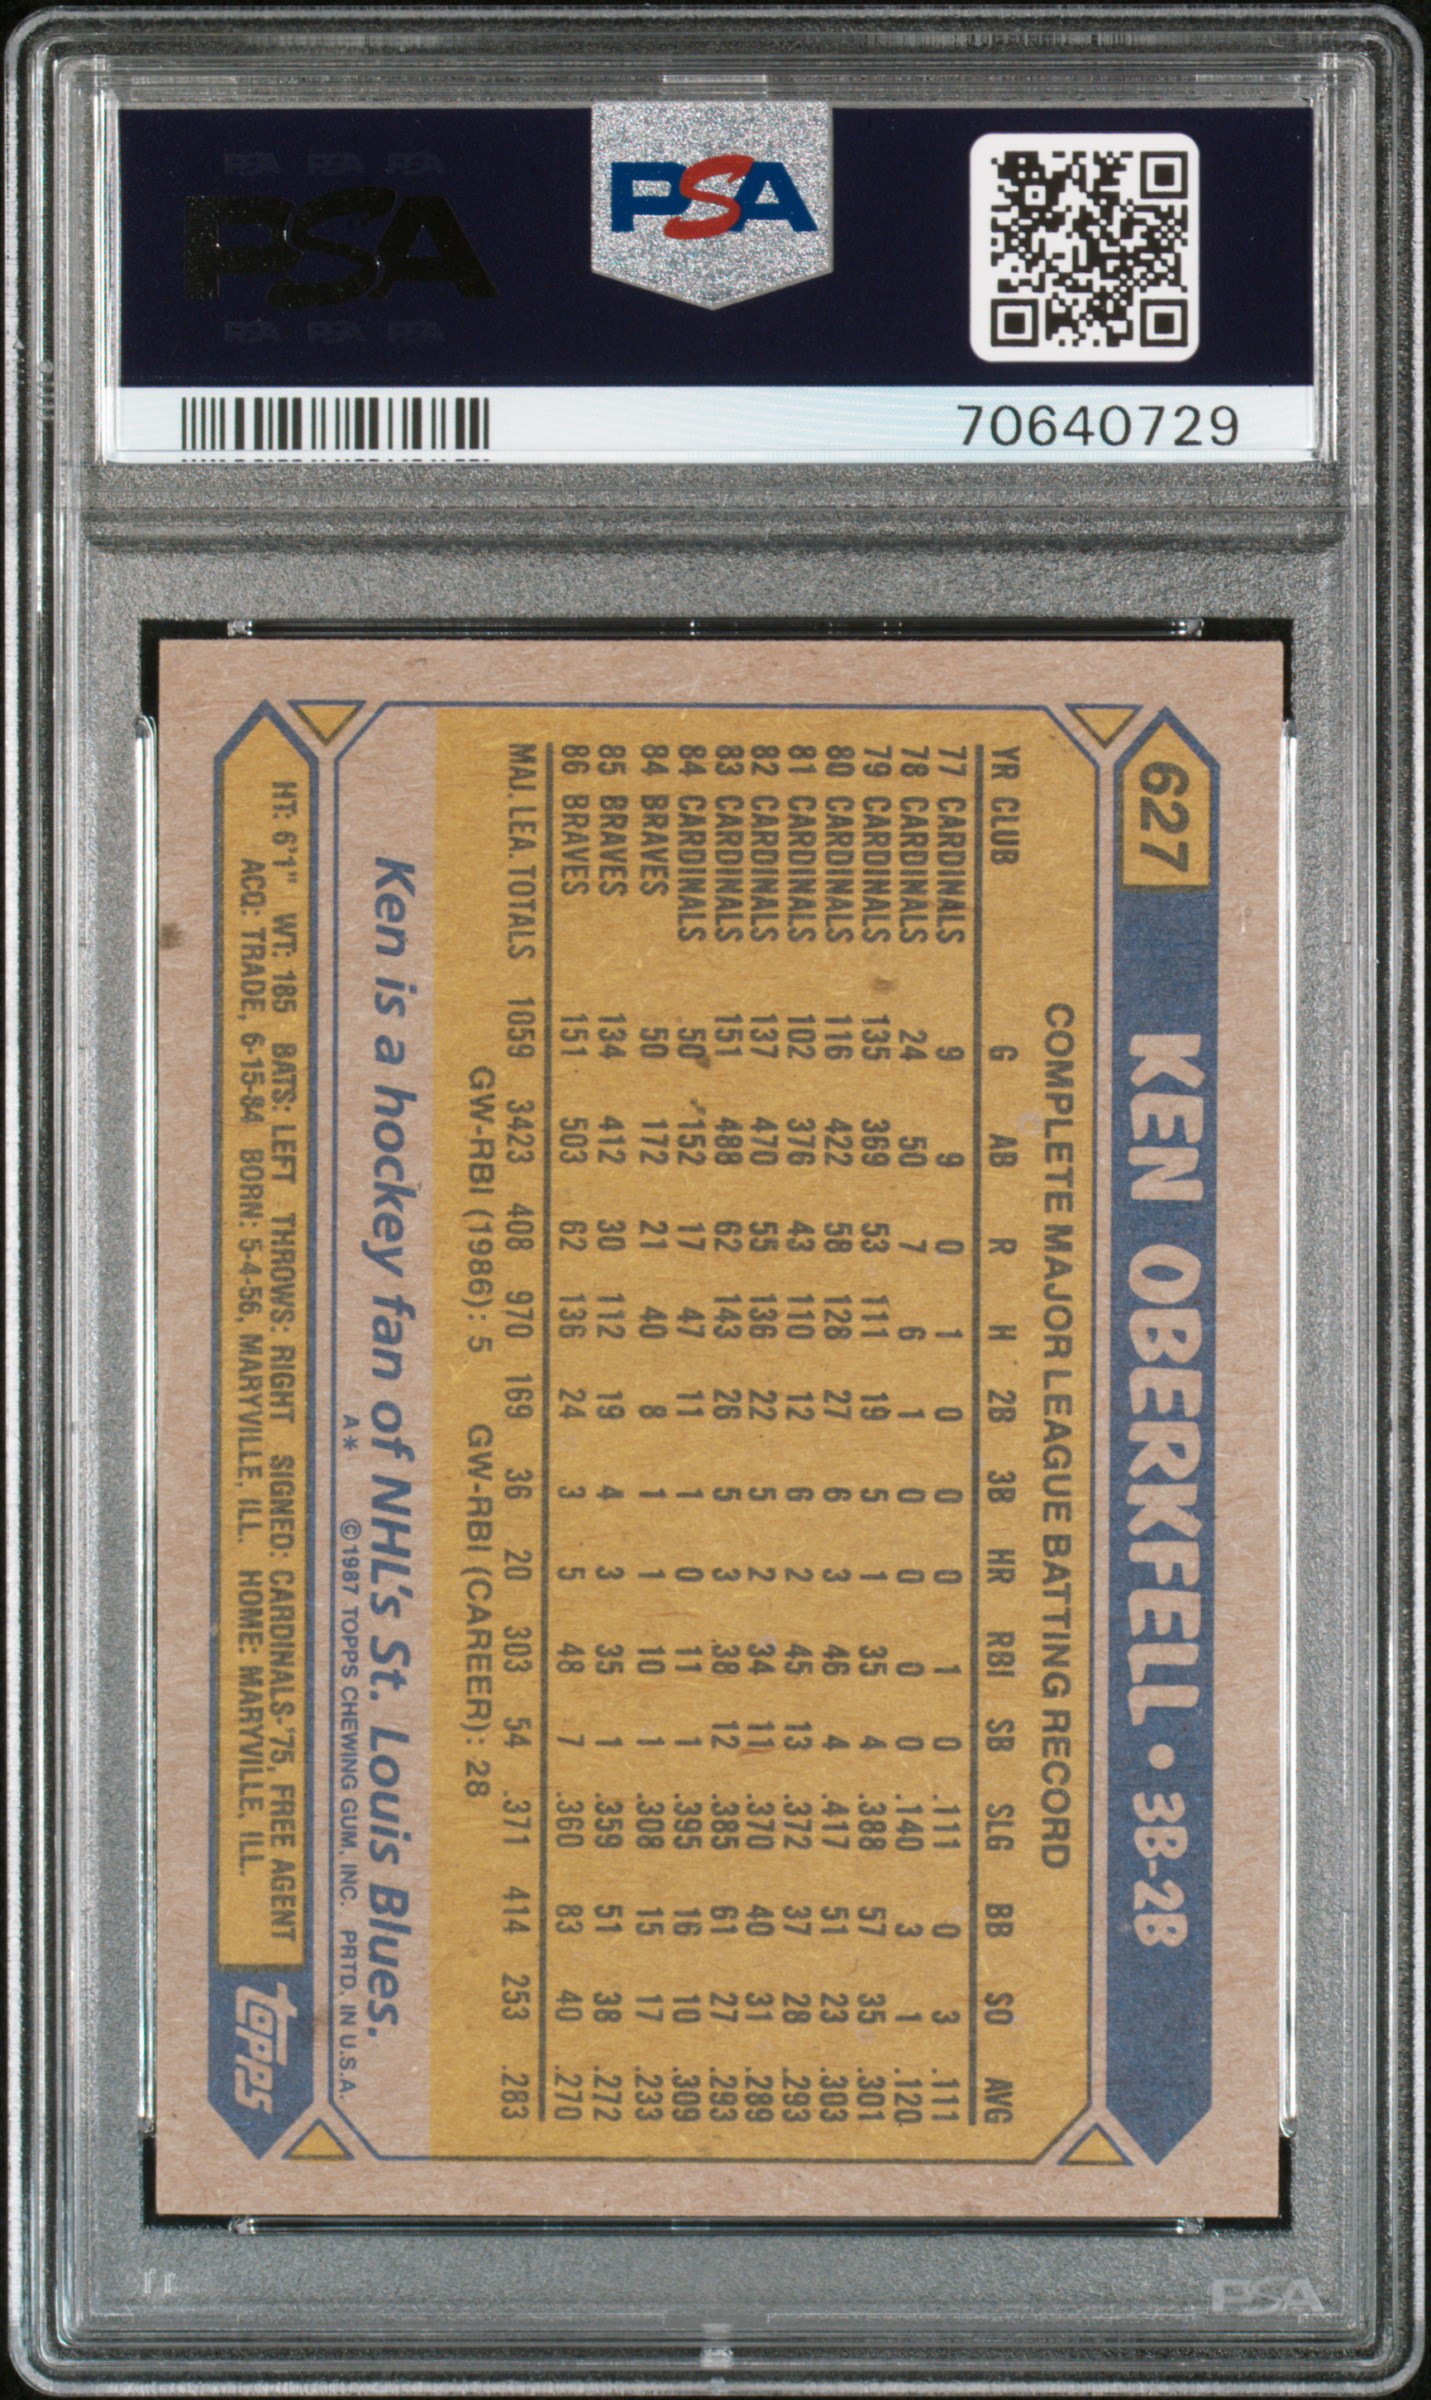 PSA PSA PSA
PSA
PSA PSA PSA
PSA
70640729
627
KEN OBERKFELL • 3B-2B
COMPLETE MAJOR LEAGUE BATTING RECORD
YR CLUB G AB R H 2B 3B HR RBI SB SLG BB SO AVG
77 CARDINALS 9 9 0 1 0 0 0 1 0 .111 0 3 .111
78 CARDINALS 24 50 7 6 1 0 0 0 0 .140 3 1 .120
79 CARDINALS 135 369 53 111 19 5 1 35 4 .388 57 35 .301
80 CARDINALS 116 422 58 128 27 6 3 46 4 .417 51 23 .303
81 CARDINALS 102 376 43 110 12 6 2 45 13 .372 37 28 .293
82 CARDINALS 137 470 55 136 22 5 2 34 11 .370 40 31 .289
83 CARDINALS 151 488 62 143 26 5 3 38 12 .385 61 27 .293
84 CARDINALS 50 152 17 47 11 1 0 11 1 .395 16 10 .309
84 BRAVES 50 172 21 40 8 1 1 10 1 .308 15 17 .233
85 BRAVES 134 412 30 112 19 4 3 35 1 .359 51 38 .272
86 BRAVES 151 503 62 136 24 3 5 48 7 .360 83 40 .270
MAJ. LEA. TOTALS 1059 3423 408 970 169 36 20 303 54 .371 414 253 .283
GW-RBI (1986): 5 GW-RBI (CAREER): 28
Ken is a hockey fan of NHL's St. Louis Blues.
A* ©1987 TOPPS CHEWING GUM, INC. PRTD. IN U.S.A.
HT: 6'1" WT: 185 BATS: LEFT THROWS: RIGHT SIGNED: CARDINALS-'75, FREE AGENT
ACQ: TRADE, 6-15-84 BORN: 5-4-56, MARYVILLE, ILL. HOME: MARYVILLE, ILL.
topps
PSA